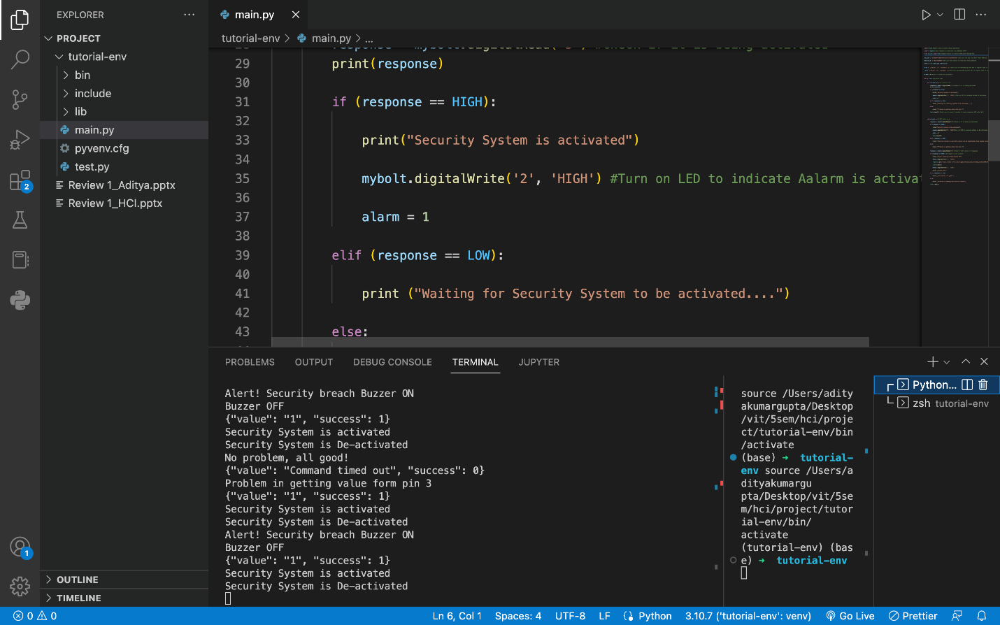 EXPLORER
PROJECT
tutorial-env
bin
include
lib
main.py
pyvenv.cfg
test.py
Review 1_Aditya.pptx
Review 1_HCI.pptx
OUTLINE
TIMELINE
2
1
main.py
tutorial-env > main.py > ...
29 print(response)
30
31 if (response == HIGH):
32
33 print("Security System is activated")
34
35 mybolt.digitalWrite('2', 'HIGH') #Turn on LED to indicate Aalarm is activa
36
37 alarm = 1
38
39 elif (response == LOW):
40
41 print ("Waiting for Security System to be activated....")
42
43 else:
PROBLEMS OUTPUT DEBUG CONSOLE TERMINAL JUPYTER
Alert! Security breach Buzzer ON
Buzzer OFF
{"value": "1", "success": 1}
Security System is activated
Security System is De-activated
No problem, all good!
{"value": "Command timed out", "success": 0}
Problem in getting value form pin 3
{"value": "1", "success": 1}
Security System is activated
Security System is De-activated
Alert! Security breach Buzzer ON
Buzzer OFF
{"value": "1", "success": 1}
Security System is activated
Security System is De-activated
source /Users/adity
akumargupta/Desktop
/vit/5sem/hci/proje
ct/tutorial-env/bin
/activate
(base) ➜ tutorial-
env source /Users/a
dityakumargu
pta/Desktop/vit/5se
m/hci/project/tutor
ial-env/bin/
activate
(tutorial-env) (bas
e) ➜ tutorial-env
Python...
zsh tutorial-env
0 0
Ln 6, Col 1 Spaces: 4 UTF-8 LF Python 3.10.7 ('tutorial-env': venv) Go Live Prettier